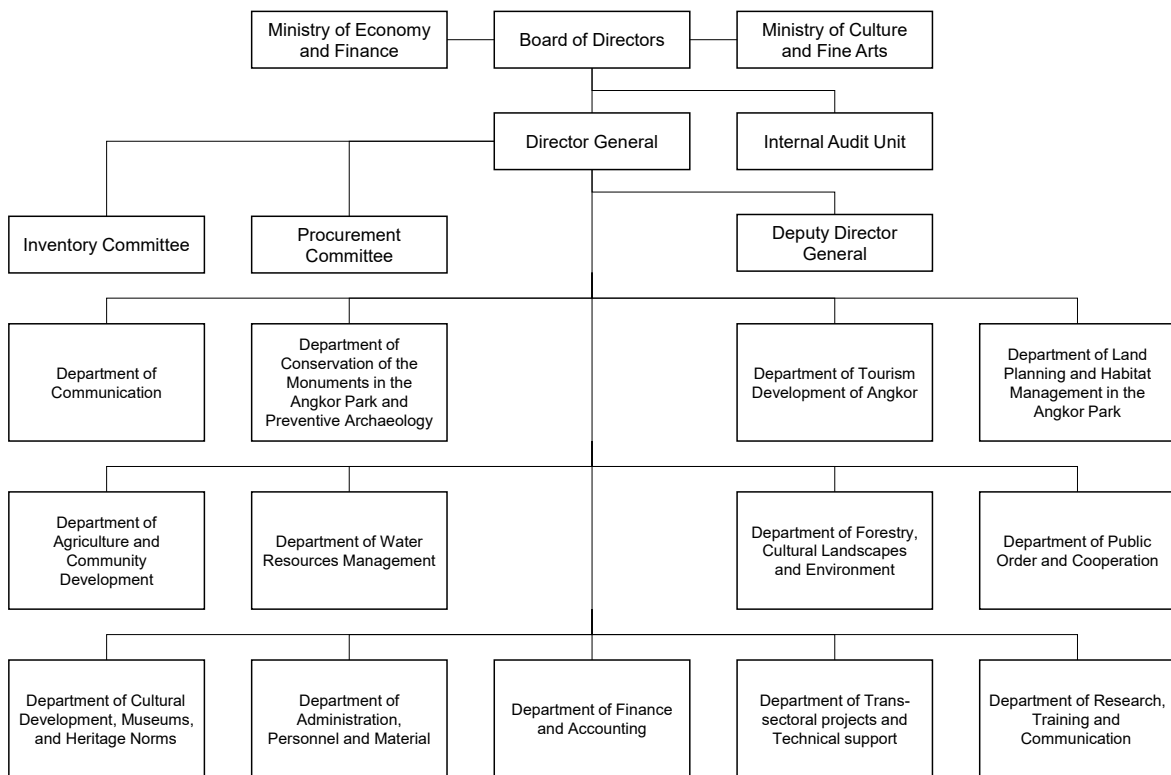 Ministry of Economy
and Finance
Board of Directors
Ministry of Culture
and Fine Arts
Director General
Internal Audit Unit
Inventory Committee
Procurement
Committee
Deputy Director
General
Department of
Communication
Department of
Conservation of the
Monuments in the
Angkor Park and
Preventive Archaeology
Department of Tourism
Development of Angkor
Department of Land
Planning and Habitat
Management in the
Angkor Park
Department of
Agriculture and
Community
Development
Department of Water
Resources Management
Department of Forestry,
Cultural Landscapes
and Environment
Department of Public
Order and Cooperation
Department of Cultural
Development, Museums,
and Heritage Norms
Department of
Administration,
Personnel and Material
Department of Finance
and Accounting
Department of Trans-
sectoral projects and
Technical support
Department of Research,
Training and
Communication